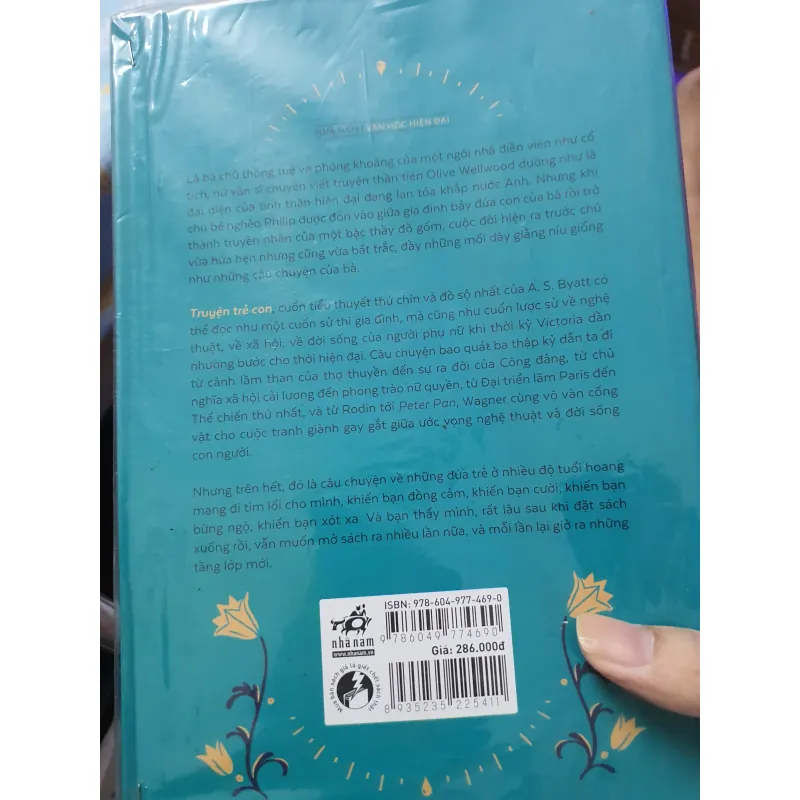 NHÃ NAM | VĂN HỌC HIỆN ĐẠI
Là bà chủ thông tuệ và phóng khoáng của một ngôi nhà điền viên như cổ
tích, nữ văn sĩ chuyên viết truyện thần tiên Olive Wellwood dường như là
đại diện của tinh thần hiện đại đang lan tỏa khắp nước Anh. Nhưng khi
chú bé nghèo Philip được đón vào giữa gia đình bảy đứa con của bà rồi trở
thành truyền nhân của một bậc thầy đồ gốm, cuộc đời hiện ra trước chú
vừa hứa hẹn nhưng cũng vừa bất trắc, đầy những mối dây giằng níu giống
như những câu chuyện của bà.
Truyện trẻ con, cuốn tiểu thuyết thứ chín và đồ sộ nhất của A. S. Byatt có
thể đọc như một cuốn sử thi gia đình, mà cũng như cuốn lược sử về nghệ
thuật, về xã hội, về đời sống của người phụ nữ khi thời kỳ Victoria dần
nhường bước cho thời hiện đại. Câu chuyện bao quát ba thập kỷ dẫn ta đi
từ cảnh lầm than của thợ thuyền đến sự ra đời của Công đảng, từ chủ
nghĩa xã hội cải lương đến phong trào nữ quyền, từ Đại triển lãm Paris đến
Thế chiến thứ nhất, và từ Rodin tới Peter Pan, Wagner cùng vô vàn cống
vật cho cuộc tranh giành gay gắt giữa ước vọng nghệ thuật và đời sống
con người.
Nhưng trên hết, đó là câu chuyện về những đứa trẻ ở nhiều độ tuổi hoang
mang đi tìm lối cho mình, khiến bạn đồng cảm, khiến bạn cười, khiến bạn
bừng ngộ, khiến bạn xót xa. Và bạn thấy mình, rất lâu sau khi đặt sách
xuống rồi, vẫn muốn mở sách ra nhiều lần nữa, và mỗi lần lại giở ra những
tầng lớp mới.
ISBN: 978-604-977-469-0
nhã nam
www.nhanam.vn
9 786049 774690
Giá: 286.000đ
Mua bán sách giả là giết chết sách thật
8 935235 225411